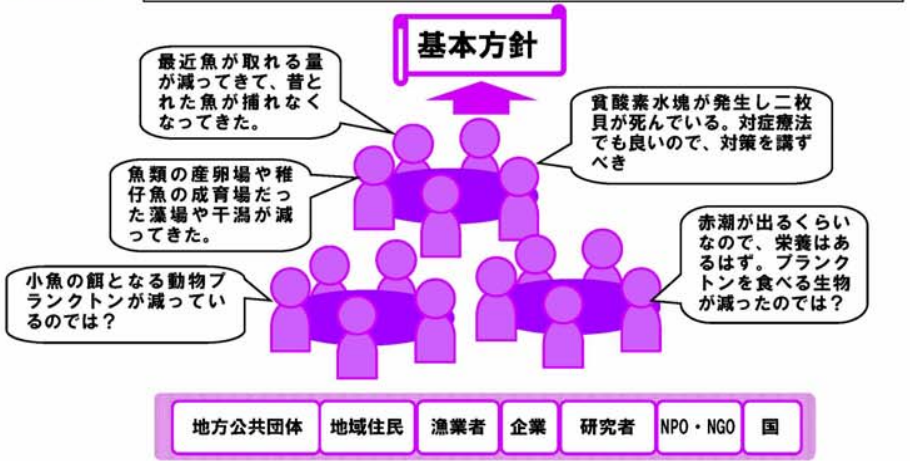 基本方針
最近魚が取れる量
が減ってきて、昔と
れた魚が捕れなく
なってきた。
貧酸素水塊が発生し二枚
貝が死んでいる。対症療法
でも良いので、対策を講ず
べき
魚類の産卵場や稚
仔魚の成育場だっ
た藻場や干潟が減
ってきた。
赤潮が出るくらい
なので、栄養はあ
るはず。プランク
トンを食べる生物
が減ったのでは？
小魚の餌となる動物プ
ランクトンが減ってい
るのでは？
地方公共団体 地域住民 漁業者 企業 研究者 NPO・NGO 国